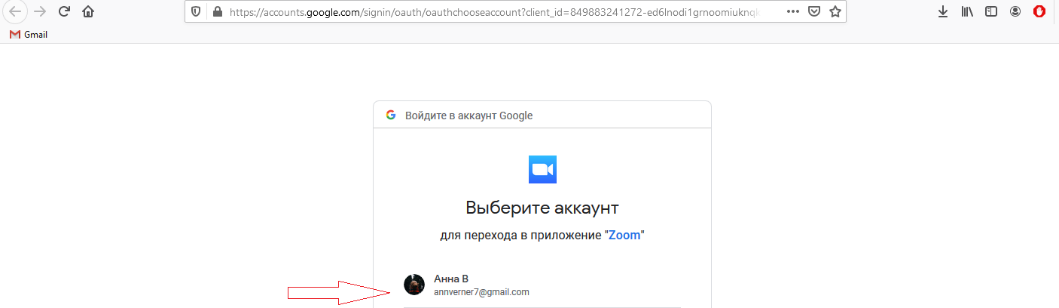 https://accounts.google.com/signin/oauth/oauthchooseaccount?client_id=849883241272-ed6lnodi1grnoomiuknqk
Gmail
Войдите в аккаунт Google
Выберите аккаунт
для перехода в приложение "Zoom"
Анна В
annverner7@gmail.com